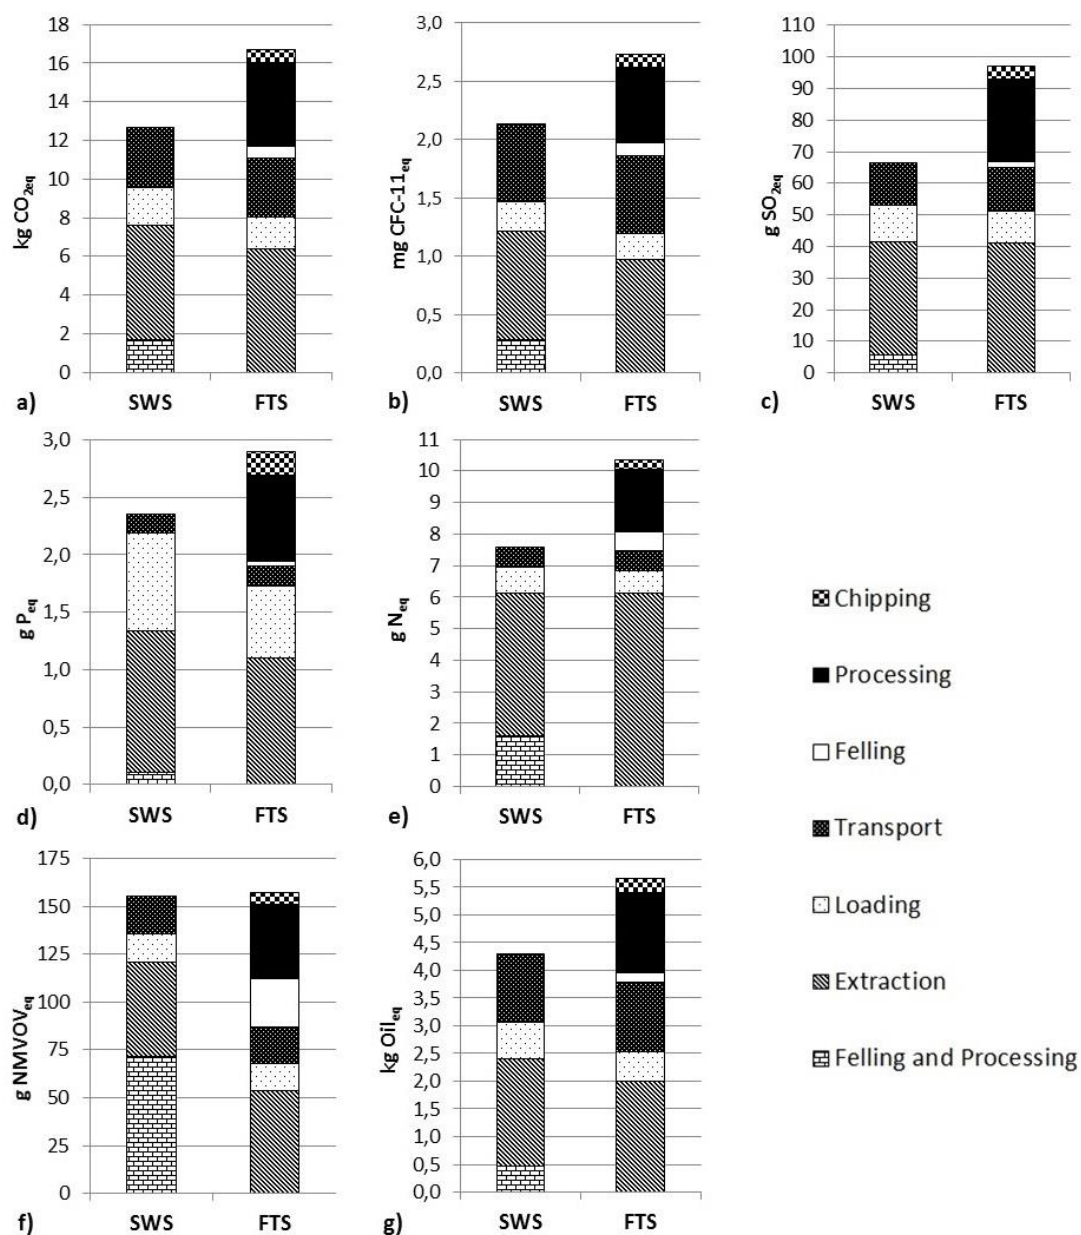 kg CO2eq
18
16
14
12
10
8
6
4
2
0
SWS FTS
a)
mg CFC-11eq
3,0
2,5
2,0
1,5
1,0
0,5
0,0
SWS FTS
b)
g SO2eq
110
100
90
80
70
60
50
40
30
20
10
0
SWS FTS
c)
g Peq
3,0
2,5
2,0
1,5
1,0
0,5
0,0
SWS FTS
d)
g Neq
11
10
9
8
7
6
5
4
3
2
1
0
SWS FTS
e)
Chipping
Processing
Felling
Transport
Loading
Extraction
Felling and Processing
g NMVOVeq
175
150
125
100
75
50
25
0
SWS FTS
f)
kg Oileq
6,0
5,5
5,0
4,5
4,0
3,5
3,0
2,5
2,0
1,5
1,0
0,5
0,0
SWS FTS
g)